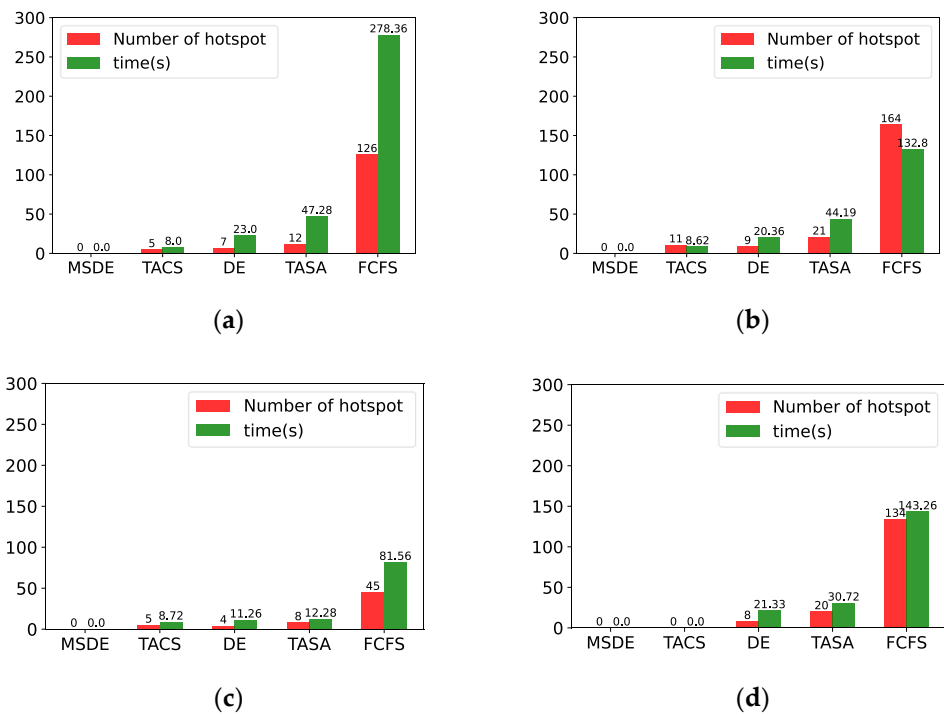 300
250
200
150
100
50
0
Number of hotspot
time(s)
0 0.0 5 8.0 7 23.0 12 47.28 126 278.36
MSDE TACS DE TASA FCFS
(a)
300
250
200
150
100
50
0
Number of hotspot
time(s)
0 0.0 11 8.62 9 20.36 21 44.19 164 132.8
MSDE TACS DE TASA FCFS
(b)
300
250
200
150
100
50
0
Number of hotspot
time(s)
0 0.0 5 8.72 4 11.26 8 12.28 45 81.56
MSDE TACS DE TASA FCFS
(c)
300
250
200
150
100
50
0
Number of hotspot
time(s)
0 0.0 0 0.0 8 21.33 20 30.72 134 143.26
MSDE TACS DE TASA FCFS
(d)